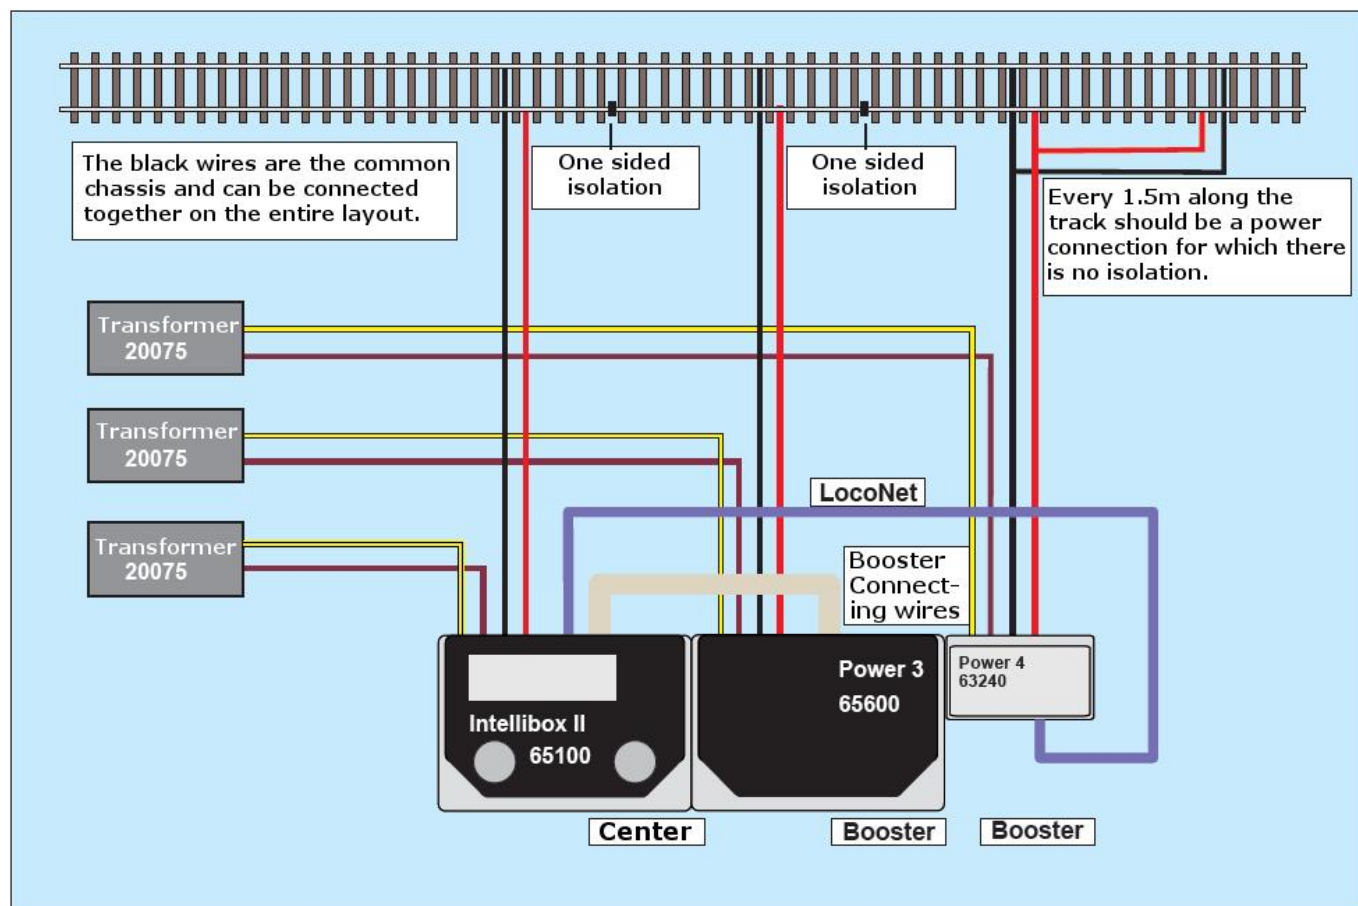 The black wires are the common
chassis and can be connected
together on the entire layout.
One sided
isolation
One sided
isolation
Every 1.5m along the
track should be a power
connection for which there
is no isolation.
Transformer
20075
Transformer
20075
Transformer
20075
LocoNet
Booster
Connect-
ing wires
Intellibox II
65100
Power 3
65600
Power 4
63240
Center
Booster
Booster